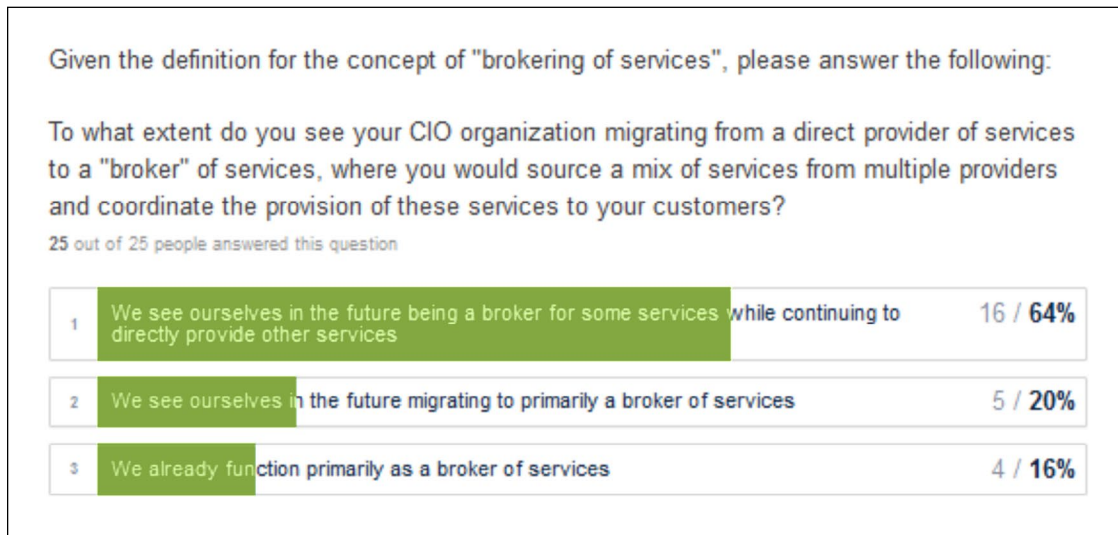 Given the definition for the concept of "brokering of services", please answer the following:
To what extent do you see your CIO organization migrating from a direct provider of services
to a "broker" of services, where you would source a mix of services from multiple providers
and coordinate the provision of these services to your customers?
25 out of 25 people answered this question
1 We see ourselves in the future being a broker for some services while continuing to 16 / 64%
directly provide other services
2 We see ourselves in the future migrating to primarily a broker of services 5 / 20%
3 We already function primarily as a broker of services 4 / 16%